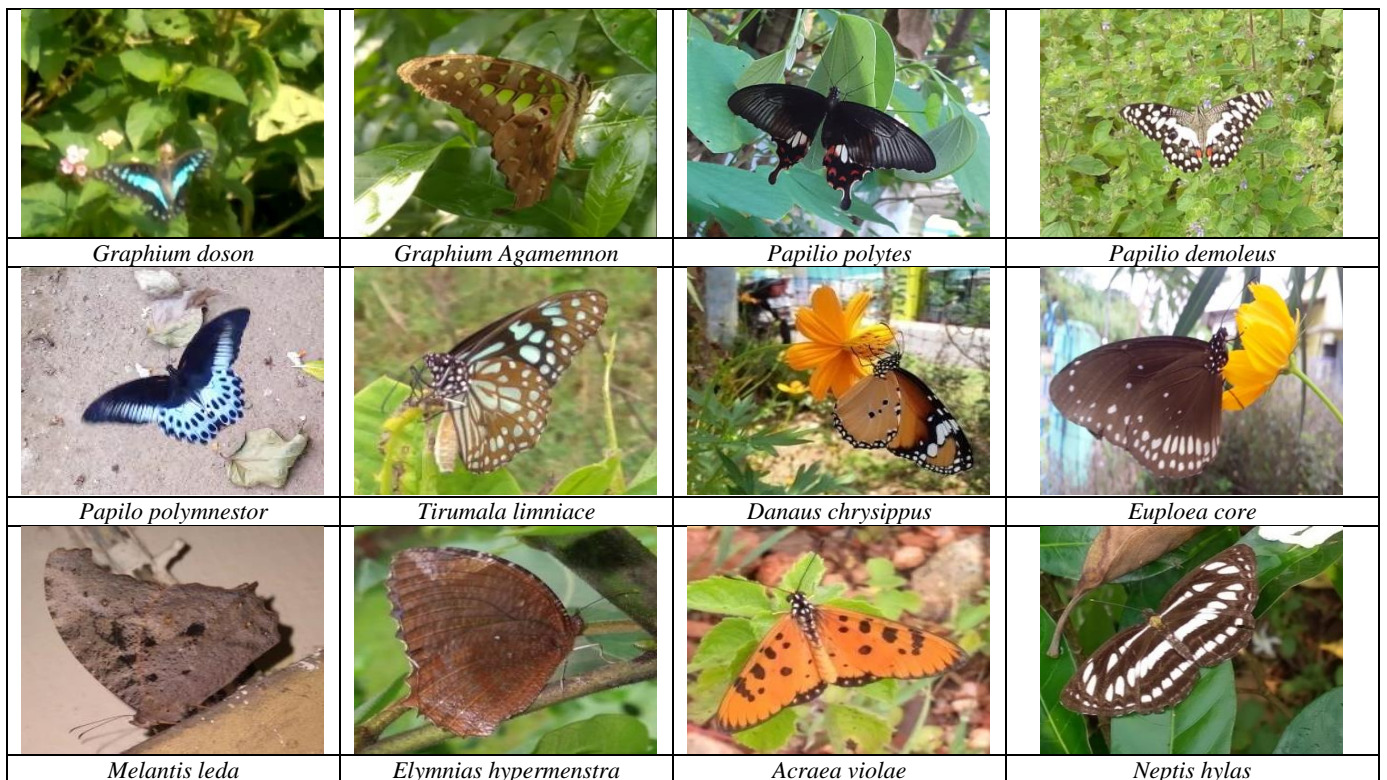 Graphium doson
Graphium Agamemnon
Papilio polytes
Papilio demoleus
Papilo polymnestor
Tirumala limniace
Danaus chrysippus
Euploea core
Melantis leda
Elymnias hypermenstra
Acraea violae
Neptis hylas